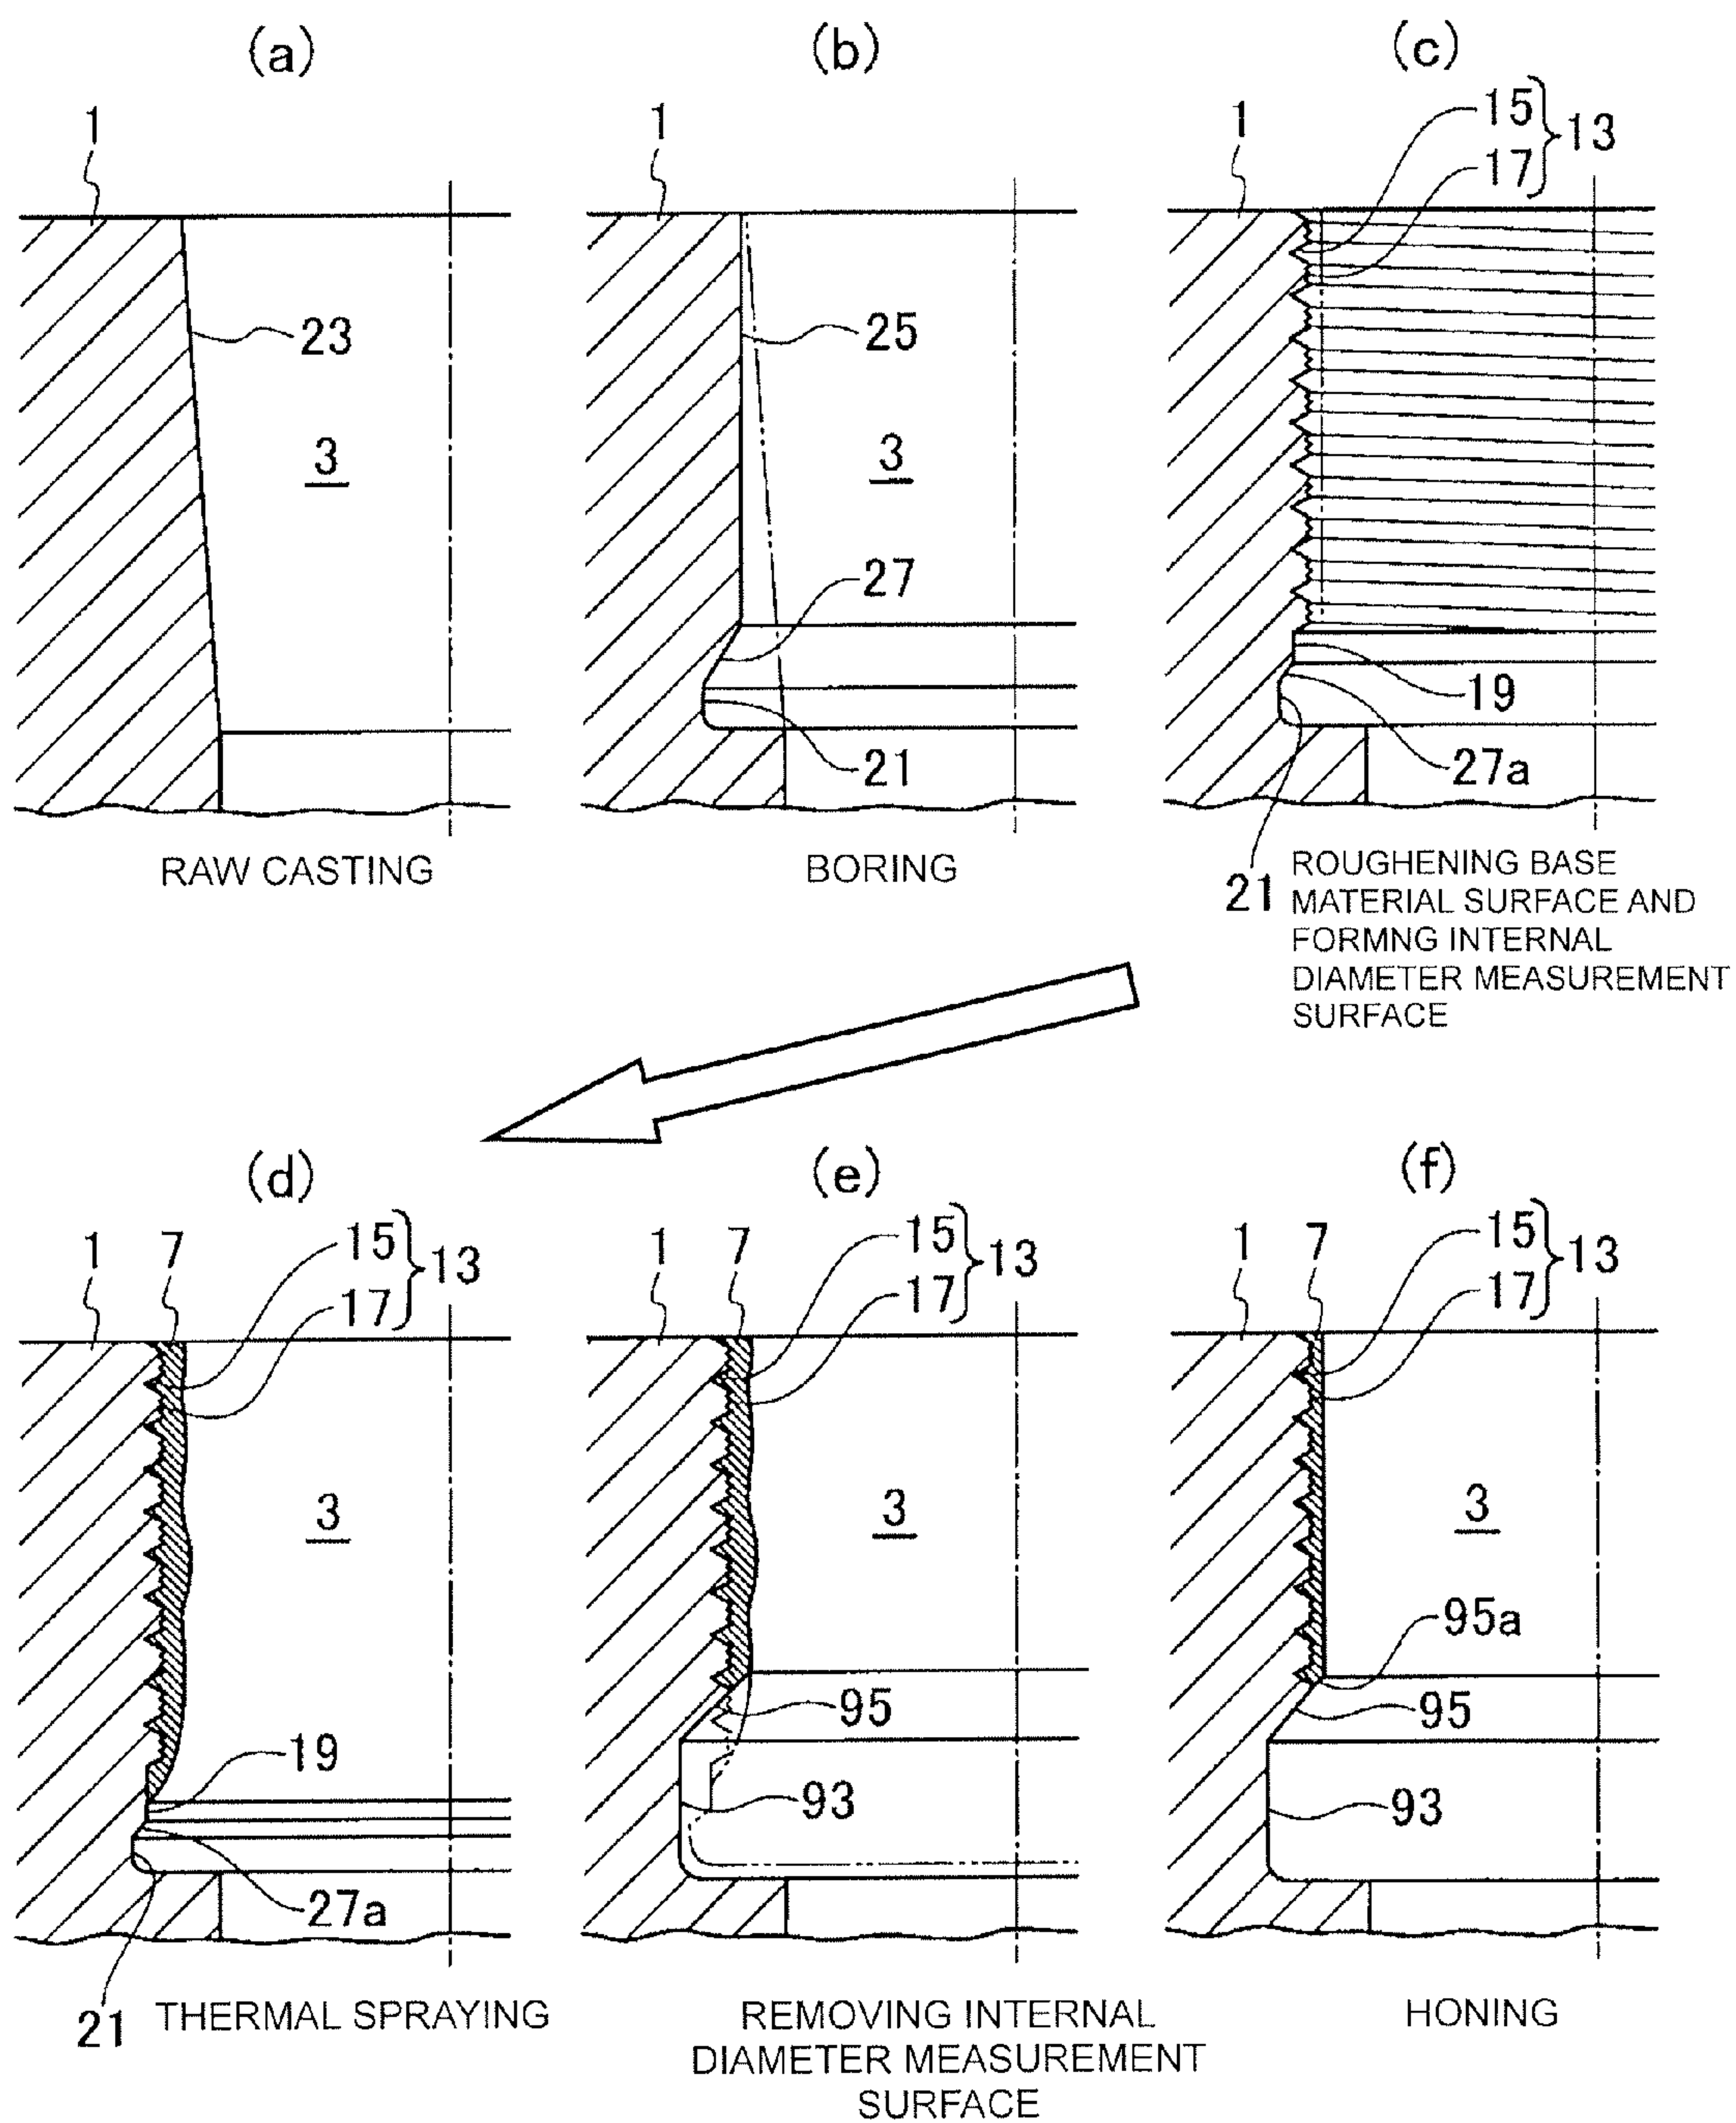 (a)
(b)
(c)
1
23
3
RAW CASTING
1
25
3
27
21
BORING
1
15
17
13
19
27a
21
ROUGHENING BASE
MATERIAL SURFACE AND
FORMNG INTERNAL
DIAMETER MEASUREMENT
SURFACE
(d)
(e)
(f)
1
7
15
17
13
3
19
27a
21
THERMAL SPRAYING
1
7
15
17
13
3
95
93
REMOVING INTERNAL
DIAMETER MEASUREMENT
SURFACE
1
7
15
17
13
3
95a
95
93
HONING